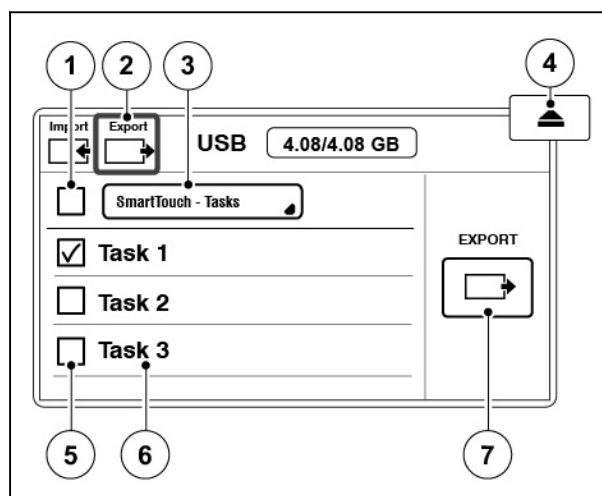 1 2 3 4
Import Export
USB 4.08/4.08 GB
SmartTouch - Tasks
Task 1
EXPORT
Task 2
Task 3
5 6 7